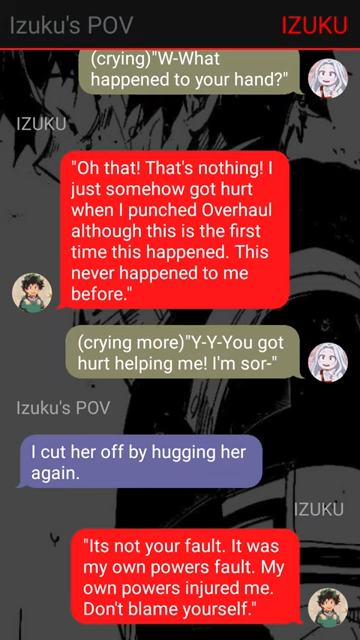 Izuku's POV
IZUKU
(crying)"W-What
happened to your hand?"
IZUKU
"Oh that! That's nothing! I
just somehow got hurt
when I punched Overhaul
although this is the first
time this happened. This
never happened to me
before."
(crying more)"Y-Y-You got
hurt helping me! I'm sor-"
Izuku's POV
I cut her off by hugging her
again.
IZUKU
"Its not your fault. It was
my own powers fault. My
own powers injured me.
Don't blame yourself."